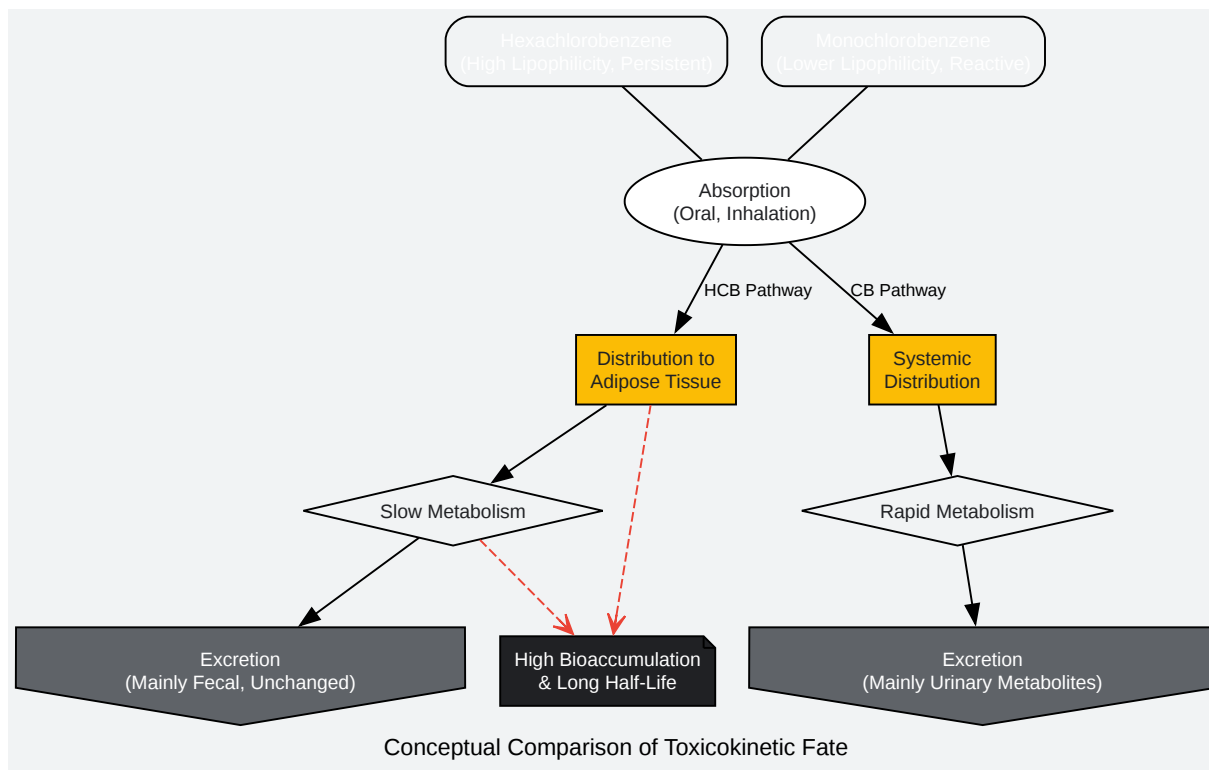 Hexachlorobenzene
(High Lipophilicity, Persistent)
Monochlorobenzene
(Lower Lipophilicity, Reactive)
Absorption
(Oral, Inhalation)
HCB Pathway
CB Pathway
Distribution to
Adipose Tissue
Systemic
Distribution
Slow Metabolism
Rapid Metabolism
Excretion
(Mainly Fecal, Unchanged)
High Bioaccumulation
& Long Half-Life
Excretion
(Mainly Urinary Metabolites)
Conceptual Comparison of Toxicokinetic Fate